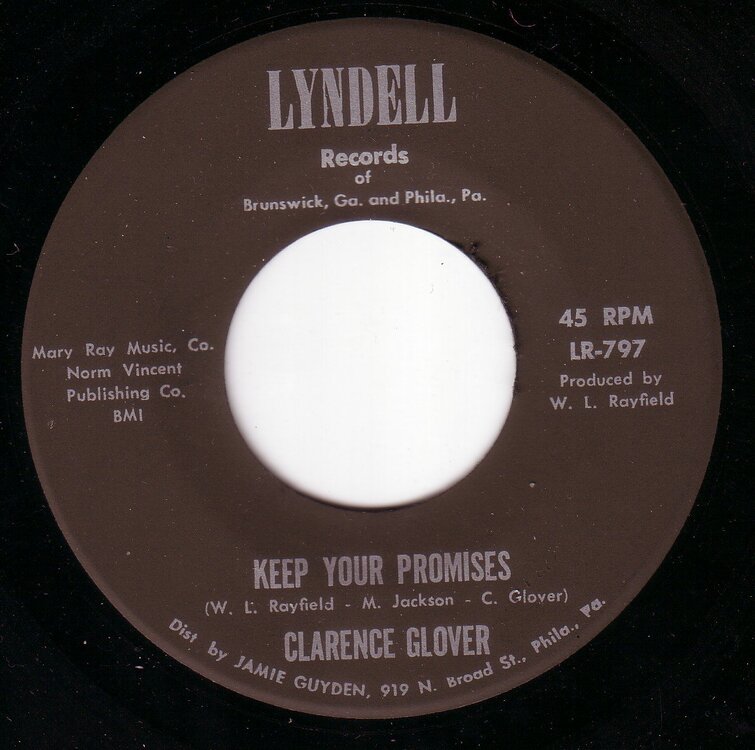 LYNDELL
Records
of
Brunswick, Ga. and Phila., Pa.
Mary Ray Music, Co.
Norm Vincent
Publishing Co.
BMI
45 RPM
LR-797
Produced by
W. L. Rayfield
KEEP YOUR PROMISES
(W. L. Rayfield - M. Jackson - C. Glover)
CLARENCE GLOVER
Dist by JAMIE GUYDEN, 919 N. Broad St., Phila., Pa.